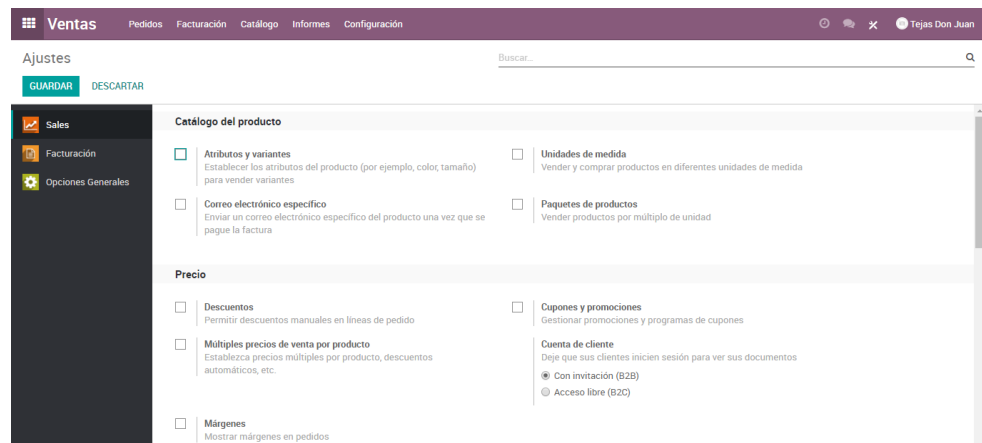 Ventas
Pedidos Facturación Catálogo Informes Configuración
Tejas Don Juan
Ajustes
Buscar...
GUARDAR DESCARTAR
Sales
Facturación
Opciones Generales
Catálogo del producto
Atributos y variantes
Establecer los atributos del producto (por ejemplo, color, tamaño)
para vender variantes
Unidades de medida
Vender y comprar productos en diferentes unidades de medida
Correo electrónico específico
Enviar un correo electrónico específico del producto una vez que se
pague la factura
Paquetes de productos
Vender productos por múltiplo de unidad
Precio
Descuentos
Permitir descuentos manuales en líneas de pedido
Cupones y promociones
Gestionar promociones y programas de cupones
Múltiples precios de venta por producto
Establezca precios múltiples por producto, descuentos
automáticos, etc.
Cuenta de cliente
Deje que sus clientes inicien sesión para ver sus documentos
Con invitación (B2B)
Acceso libre (B2C)
Márgenes
Mostrar márgenes en pedidos